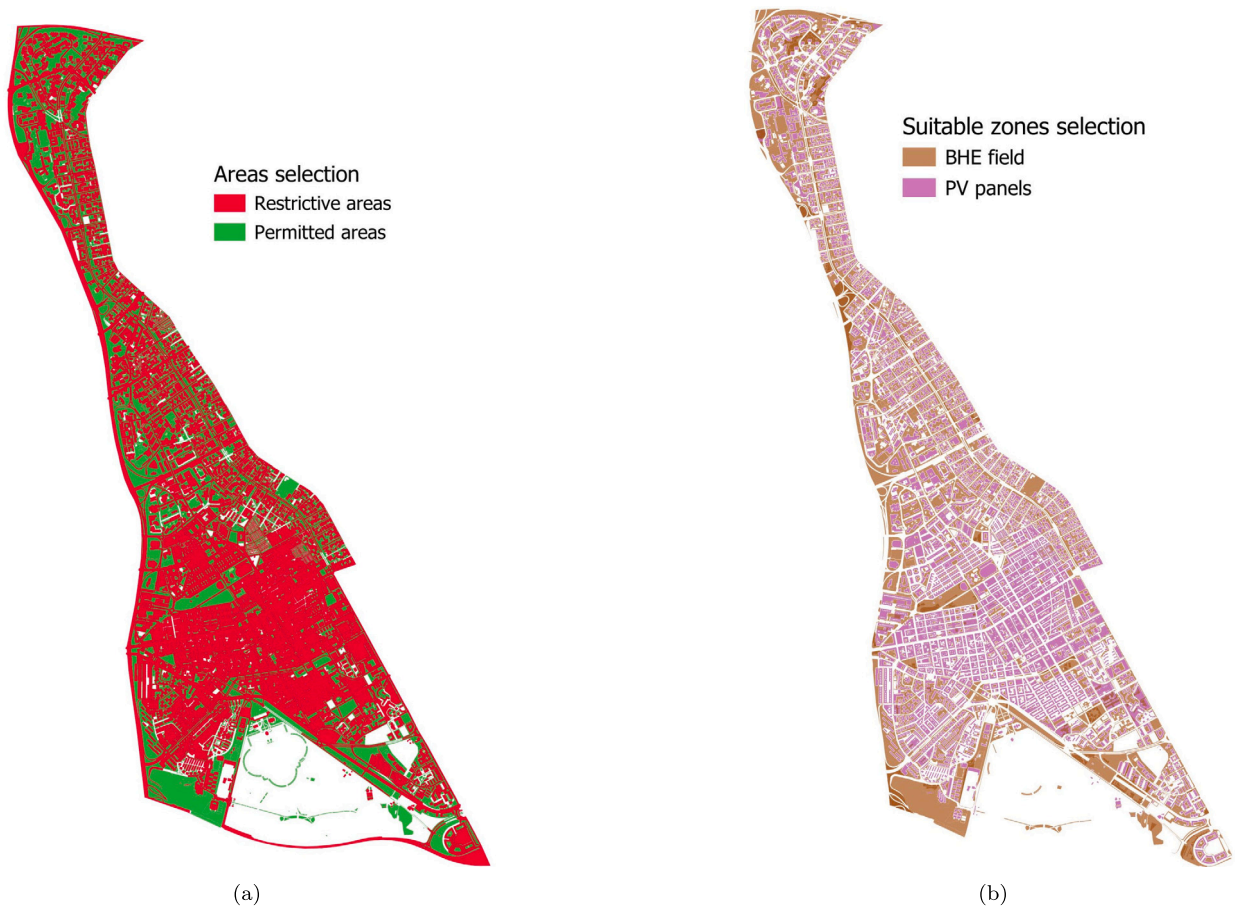 Areas selection
Restrictive areas
Permitted areas
Suitable zones selection
BHE field
PV panels
(a)
(b)